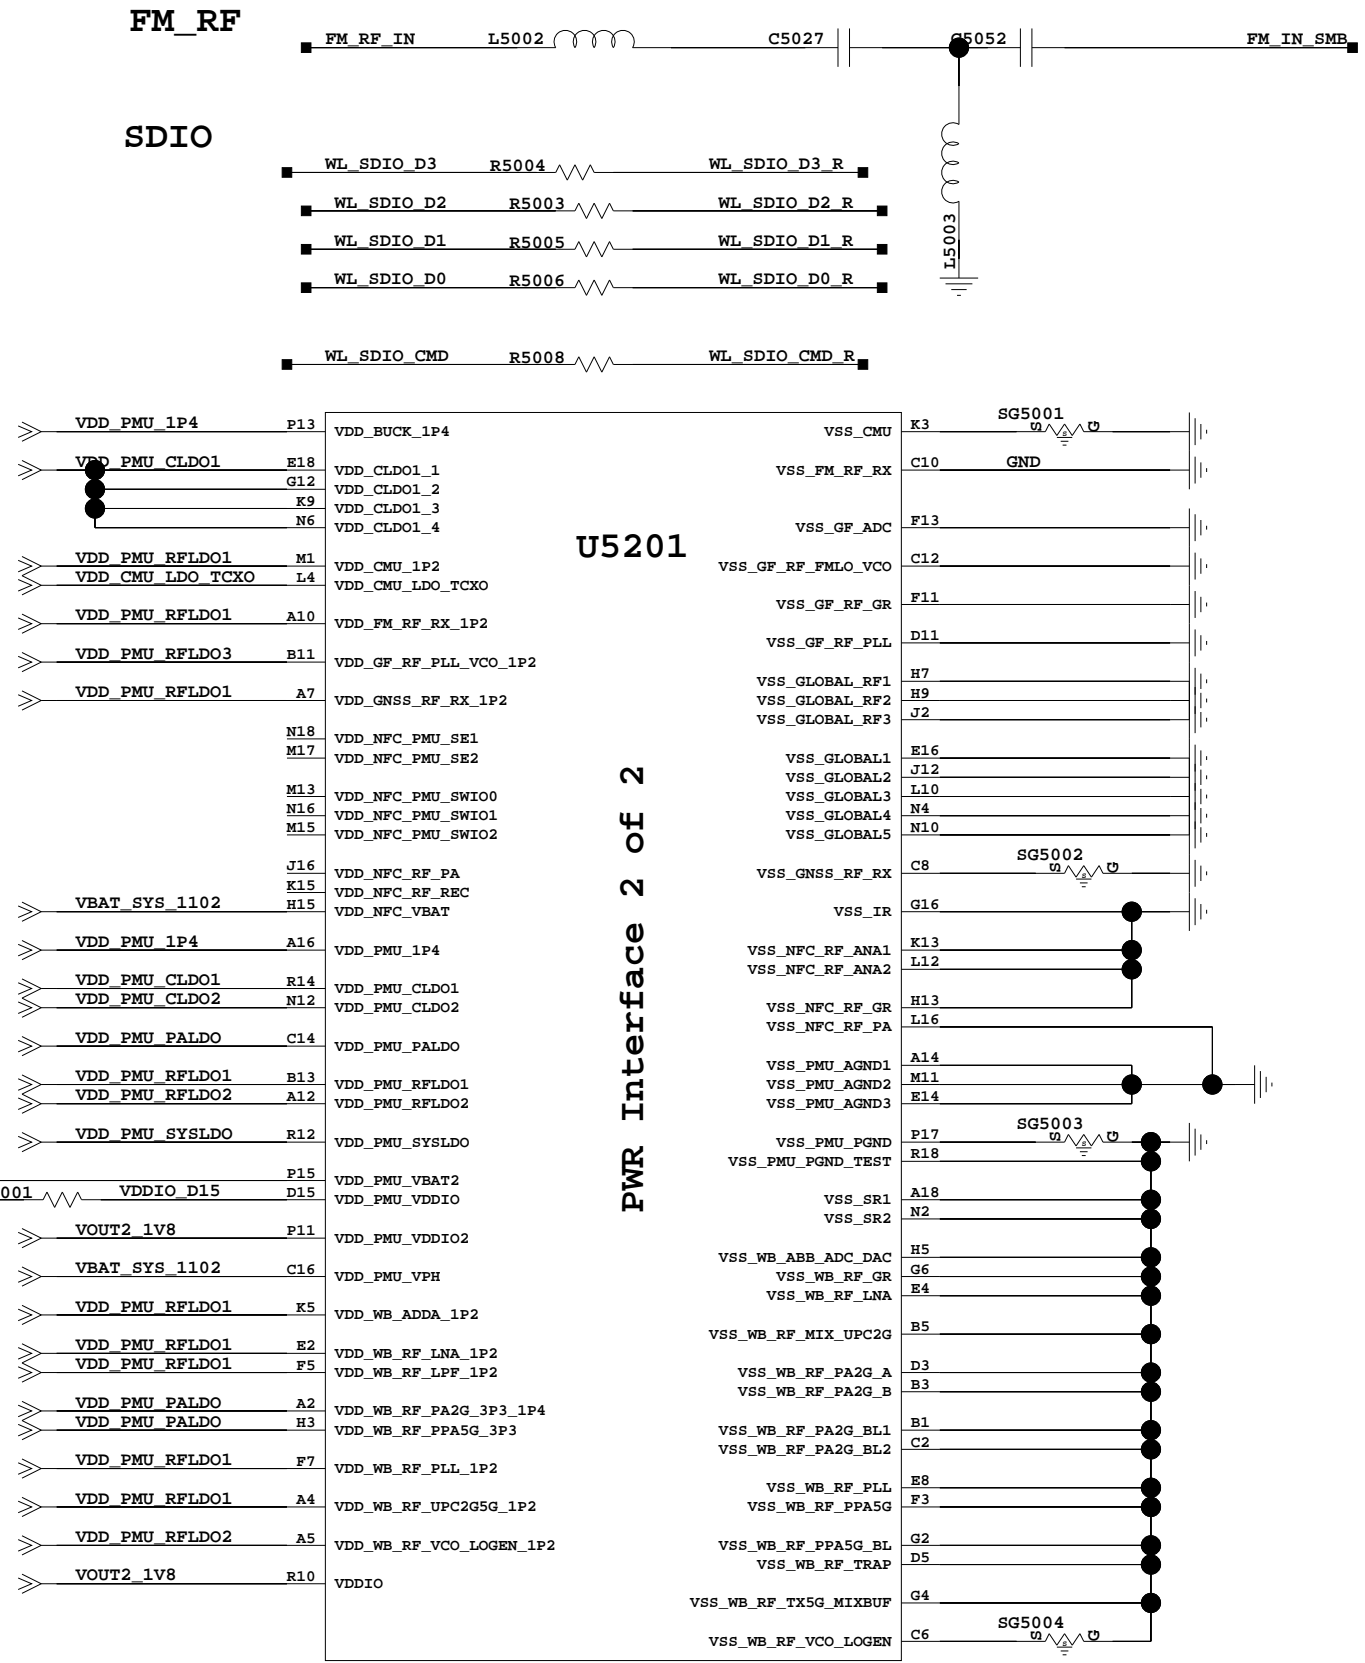 FM_RF
FM_RF_IN L5002 C5027 C5052 FM_IN_SMB
L5003
SDIO
WL_SDIO_D3 R5004 WL_SDIO_D3_R
WL_SDIO_D2 R5003 WL_SDIO_D2_R
WL_SDIO_D1 R5005 WL_SDIO_D1_R
WL_SDIO_D0 R5006 WL_SDIO_D0_R
WL_SDIO_CMD R5008 WL_SDIO_CMD_R
U5201
PWR Interface 2 of 2
VDD_PMU_1P4 P13 VDD_BUCK_1P4
VDD_PMU_CLDO1 E18 VDD_CLDO1_1
G12 VDD_CLDO1_2
K9 VDD_CLDO1_3
N6 VDD_CLDO1_4
VDD_PMU_RFLDO1 M1 VDD_CMU_1P2
VDD_CMU_LDO_TCXO L4 VDD_CMU_LDO_TCXO
VDD_PMU_RFLDO1 A10 VDD_FM_RF_RX_1P2
VDD_PMU_RFLDO3 B11 VDD_GF_RF_PLL_VCO_1P2
VDD_PMU_RFLDO1 A7 VDD_GNSS_RF_RX_1P2
N18 VDD_NFC_PMU_SE1
M17 VDD_NFC_PMU_SE2
M13 VDD_NFC_PMU_SWIO0
N16 VDD_NFC_PMU_SWIO1
M15 VDD_NFC_PMU_SWIO2
J16 VDD_NFC_RF_PA
K15 VDD_NFC_RF_REC
VBAT_SYS_1102 H15 VDD_NFC_VBAT
VDD_PMU_1P4 A16 VDD_PMU_1P4
VDD_PMU_CLDO1 R14 VDD_PMU_CLDO1
VDD_PMU_CLDO2 N12 VDD_PMU_CLDO2
VDD_PMU_PALDO C14 VDD_PMU_PALDO
VDD_PMU_RFLDO1 B13 VDD_PMU_RFLDO1
VDD_PMU_RFLDO2 A12 VDD_PMU_RFLDO2
VDD_PMU_SYSLDO R12 VDD_PMU_SYSLDO
P15 VDD_PMU_VBAT2
001 VDDIO_D15 D15 VDD_PMU_VDDIO
VOUT2_1V8 P11 VDD_PMU_VDDIO2
VBAT_SYS_1102 C16 VDD_PMU_VPH
VDD_PMU_RFLDO1 K5 VDD_WB_ADDA_1P2
VDD_PMU_RFLDO1 E2 VDD_WB_RF_LNA_1P2
VDD_PMU_RFLDO1 F5 VDD_WB_RF_LPF_1P2
VDD_PMU_PALDO A2 VDD_WB_RF_PA2G_3P3_1P4
VDD_PMU_PALDO H3 VDD_WB_RF_PPA5G_3P3
VDD_PMU_RFLDO1 F7 VDD_WB_RF_PLL_1P2
VDD_PMU_RFLDO1 A4 VDD_WB_RF_UPC2G5G_1P2
VDD_PMU_RFLDO2 A5 VDD_WB_RF_VCO_LOGEN_1P2
VOUT2_1V8 R10 VDDIO
VSS_CMU K3 SG5001 S s G
VSS_FM_RF_RX C10 GND
VSS_GF_ADC F13
VSS_GF_RF_FMLO_VCO C12
VSS_GF_RF_GR F11
VSS_GF_RF_PLL D11
VSS_GLOBAL_RF1 H7
VSS_GLOBAL_RF2 H9
VSS_GLOBAL_RF3 J2
VSS_GLOBAL1 E16
VSS_GLOBAL2 J12
VSS_GLOBAL3 L10
VSS_GLOBAL4 N4
VSS_GLOBAL5 N10
VSS_GNSS_RF_RX C8 SG5002 S s G
VSS_IR G16
VSS_NFC_RF_ANA1 K13
VSS_NFC_RF_ANA2 L12
VSS_NFC_RF_GR H13
VSS_NFC_RF_PA L16
VSS_PMU_AGND1 A14
VSS_PMU_AGND2 M11
VSS_PMU_AGND3 E14
VSS_PMU_PGND P17 SG5003 S s G
VSS_PMU_PGND_TEST R18
VSS_SR1 A18
VSS_SR2 N2
VSS_WB_ABB_ADC_DAC H5
VSS_WB_RF_GR G6
VSS_WB_RF_LNA E4
VSS_WB_RF_MIX_UPC2G B5
VSS_WB_RF_PA2G_A D3
VSS_WB_RF_PA2G_B B3
VSS_WB_RF_PA2G_BL1 B1
VSS_WB_RF_PA2G_BL2 C2
VSS_WB_RF_PLL E8
VSS_WB_RF_PPA5G F3
VSS_WB_RF_PPA5G_BL G2
VSS_WB_RF_TRAP D5
VSS_WB_RF_TX5G_MIXBUF G4
VSS_WB_RF_VCO_LOGEN C6 SG5004 S s G